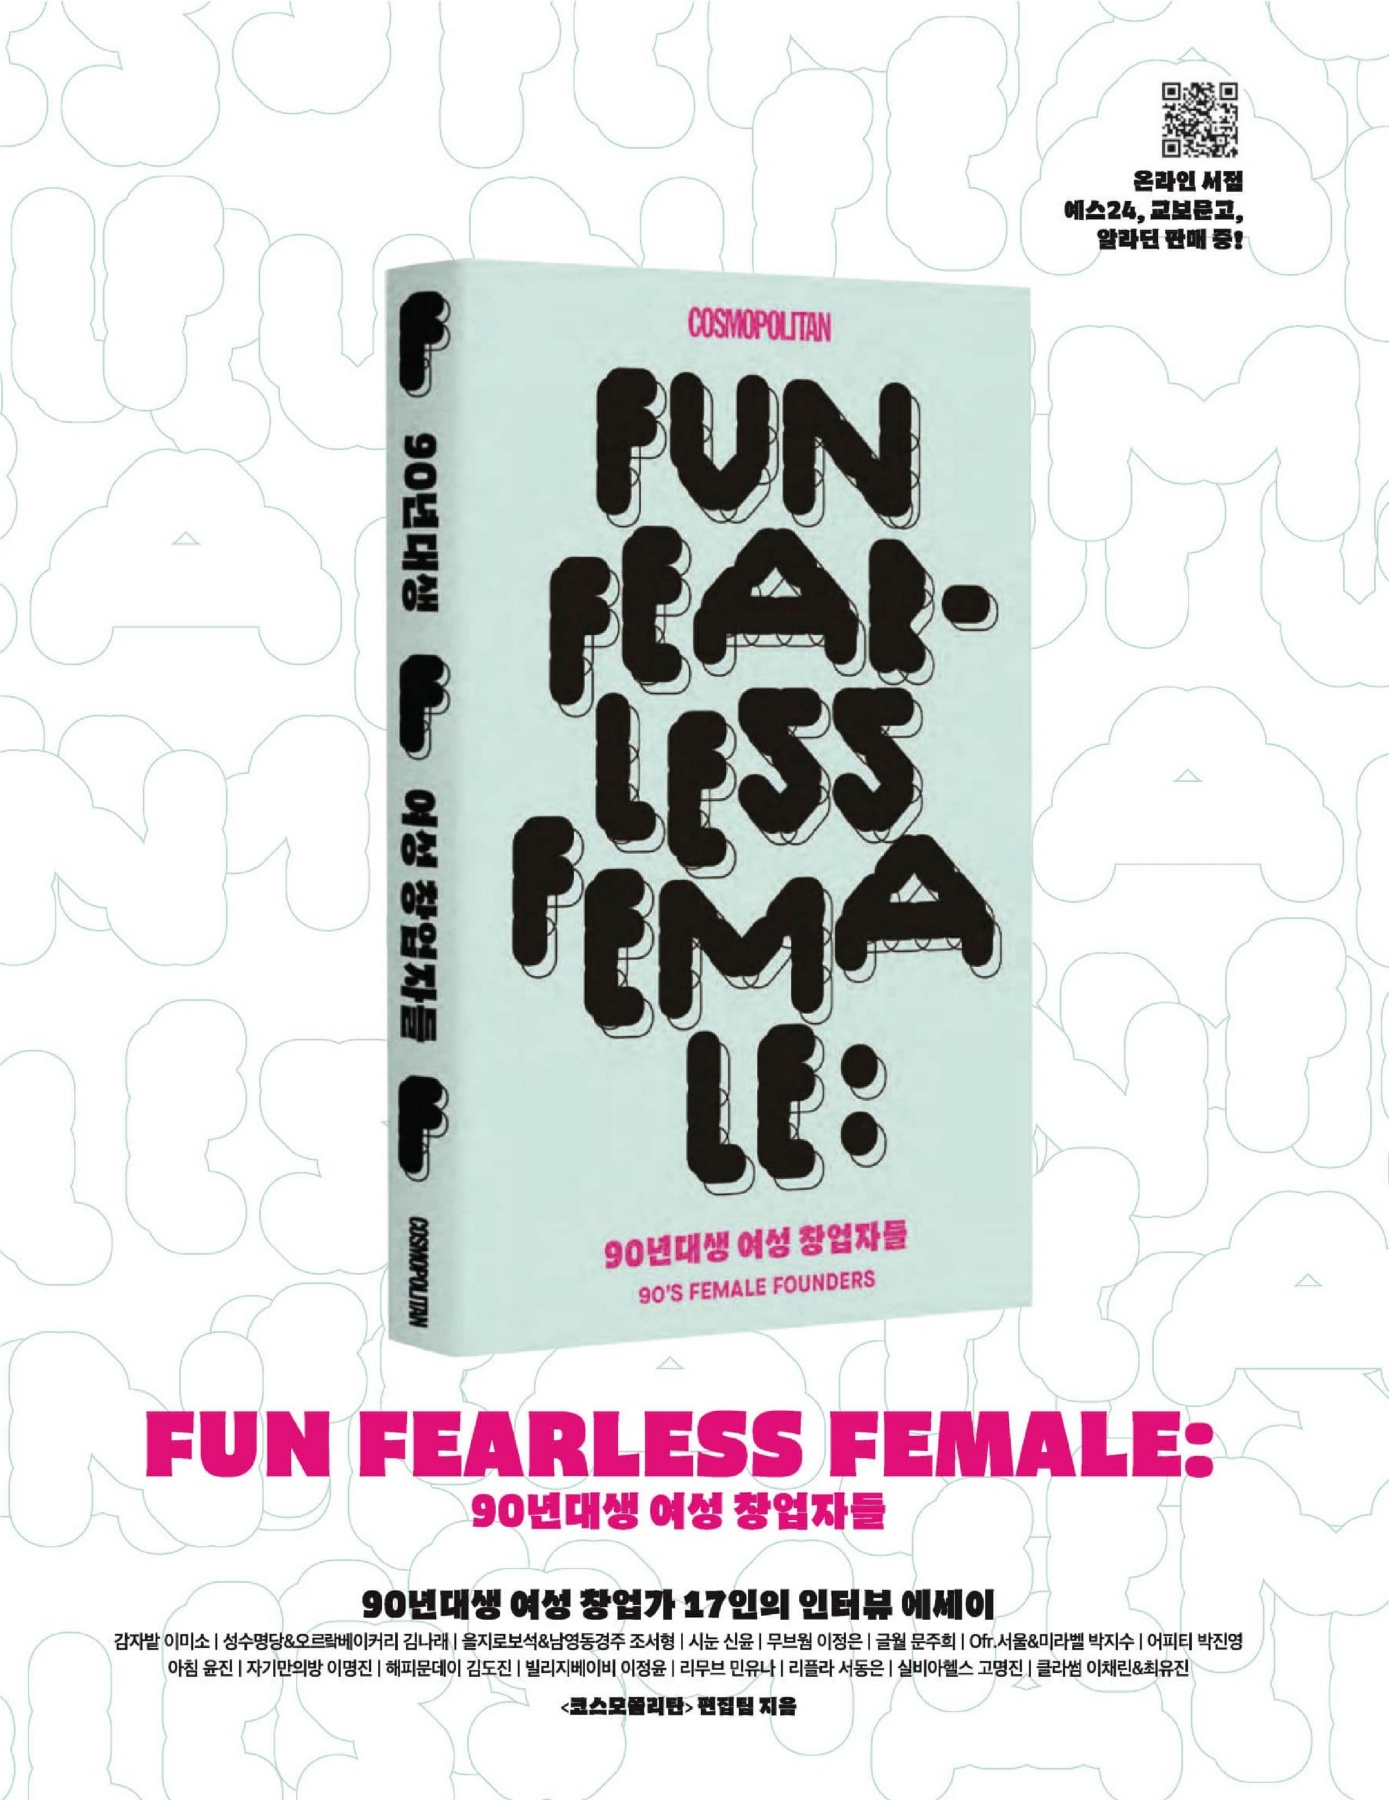 온라인 서점
예스24, 교보문고,
알라딘 판매 중!
COSMOPOLITAN
FUN
FEAR-
LESS
FEMA
LE:
90년대생 여성 창업자들
90'S FEMALE FOUNDERS
90년대생 여성 창업자들 COSMOPOLITAN
FUN FEARLESS FEMALE:
90년대생 여성 창업자들
90년대생 여성 창업가 17인의 인터뷰 에세이
감자밭 이미소 | 성수명당&오르랔베이커리 김나래 | 을지로보석&남영동경주 조서형 | 시눈 신윤 | 무브웜 이정은 | 글월 문주희 | Ofr.서울&미라벨 박지수 | 어피티 박진영
아침 윤진 | 자기만의방 이명진 | 해피문데이 김도진 | 빌리지베이비 이정윤 | 리무브 민유나 | 리플라 서동은 | 실비아헬스 고명진 | 클라썸 이채린&최유진
<코스모폴리탄> 편집팀 지음